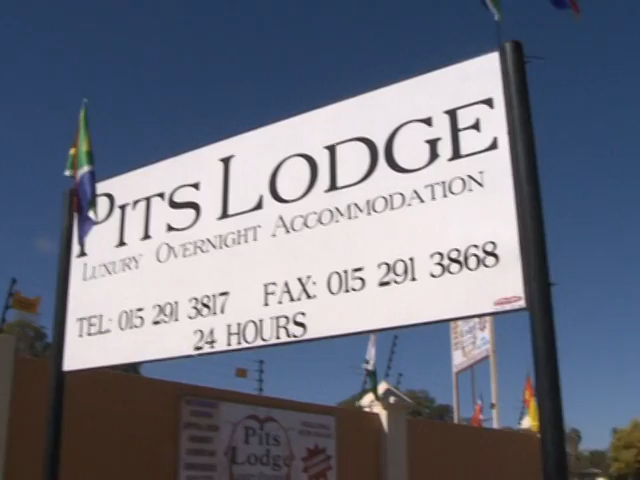 PITS LODGE
LUXURY OVERNIGHT ACCOMMODATION
TEL: 015 291 3817 FAX: 015 291 3868
24 HOURS
Pits
Lodge